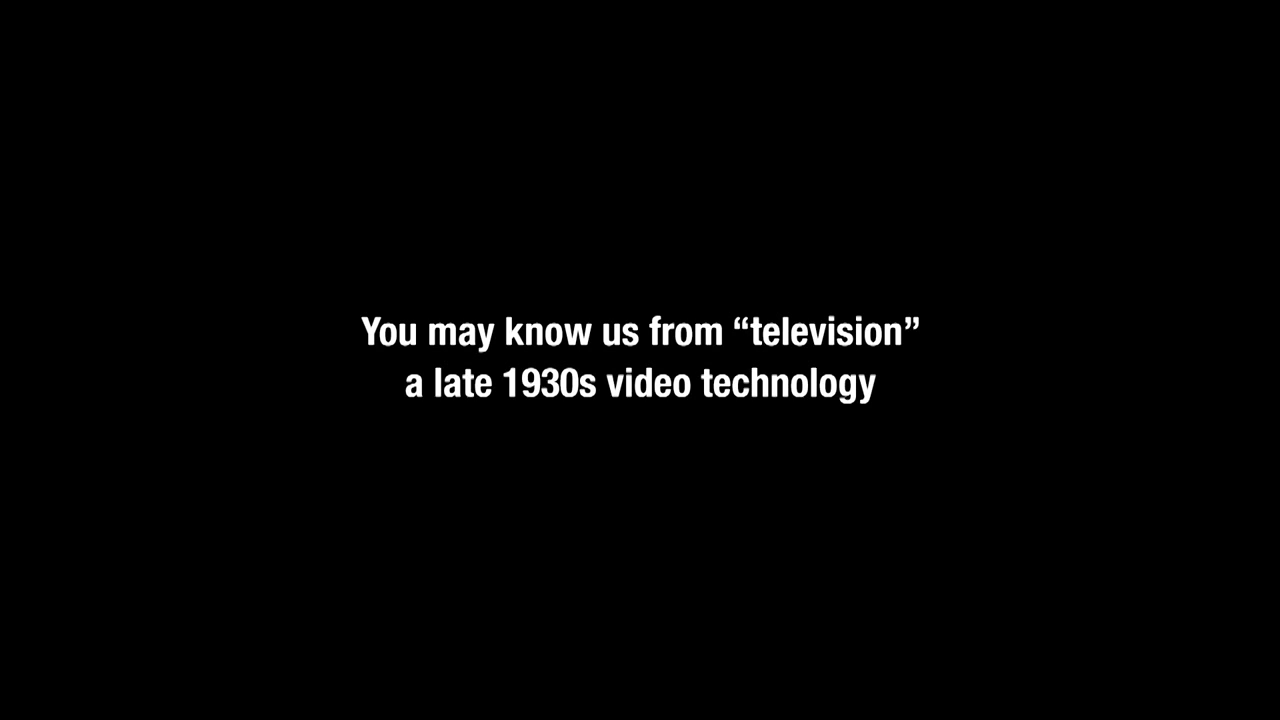 You may know us from “television”
a late 1930s video technology